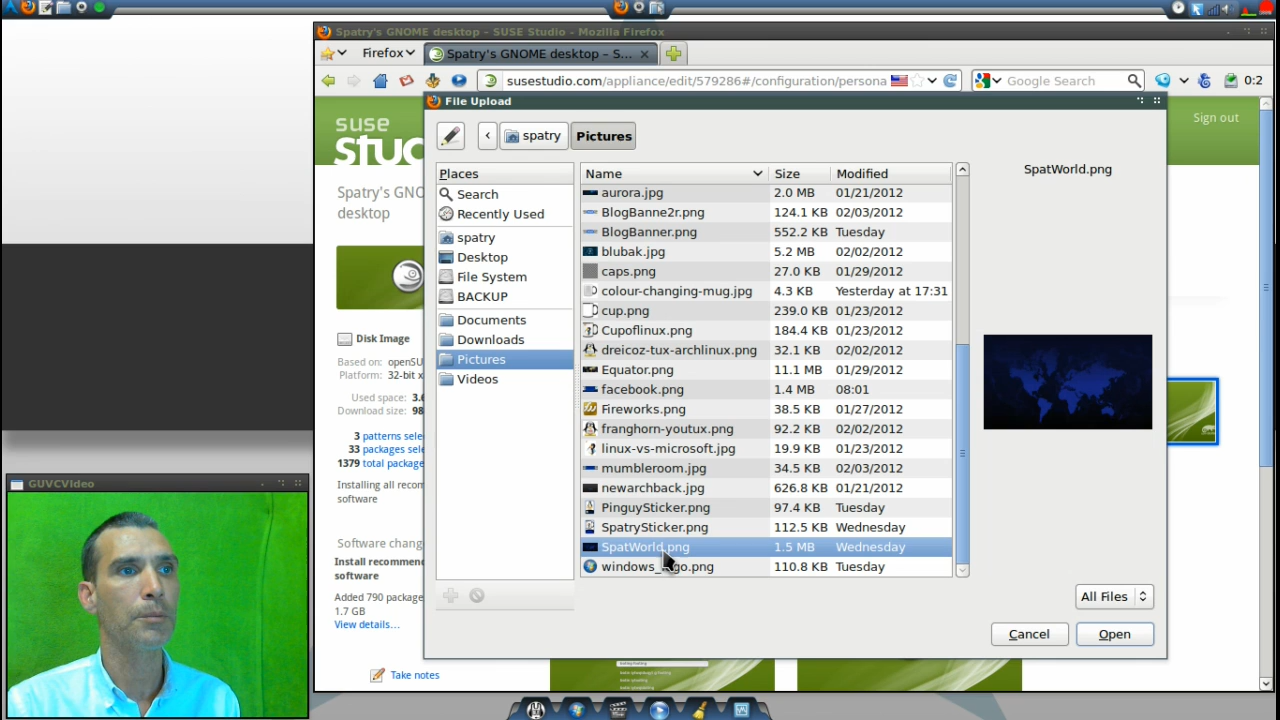 Spatry's GNOME desktop – SUSE Studio - Mozilla Firefox
Firefox
Spatry's GNOME desktop – S...
susestudio.com/appliance/edit/579286#/configuration/persona
Google Search
0:2
suse
stu
Sign out
Spatry's GNO
desktop
Disk Image
Based on: openSU
Platform: 32-bit x
Used space: 3.
Download size: 98
3 patterns sele
33 packages sele
1379 total package
Installing all recom
software
Software chang
Install recommen
software
Added 790 package
1.7 GB
View details...
Take notes
File Upload
spatry
Pictures
Places
Search
Recently Used
spatry
Desktop
File System
BACKUP
Documents
Downloads
Pictures
Videos
Name Size Modified
aurora.jpg 2.0 MB 01/21/2012
BlogBanne2r.png 124.1 KB 02/03/2012
BlogBanner.png 552.2 KB Tuesday
blubak.jpg 5.2 MB 02/02/2012
caps.png 27.0 KB 01/29/2012
colour-changing-mug.jpg 4.3 KB Yesterday at 17:31
cup.png 239.0 KB 01/23/2012
Cupoflinux.png 184.4 KB 01/23/2012
dreicoz-tux-archlinux.png 32.1 KB 02/02/2012
Equator.png 11.1 MB 01/29/2012
facebook.png 1.4 MB 08:01
Fireworks.png 38.5 KB 01/27/2012
franghorn-youtux.png 92.2 KB 02/02/2012
linux-vs-microsoft.jpg 19.9 KB 01/23/2012
mumbleroom.jpg 34.5 KB 02/03/2012
newarchback.jpg 626.8 KB 01/21/2012
PinguySticker.png 97.4 KB Tuesday
SpatrySticker.png 112.5 KB Wednesday
SpatWorld.png 1.5 MB Wednesday
windows_ go.png 110.8 KB Tuesday
SpatWorld.png
All Files
Cancel
Open
GUVCVideo